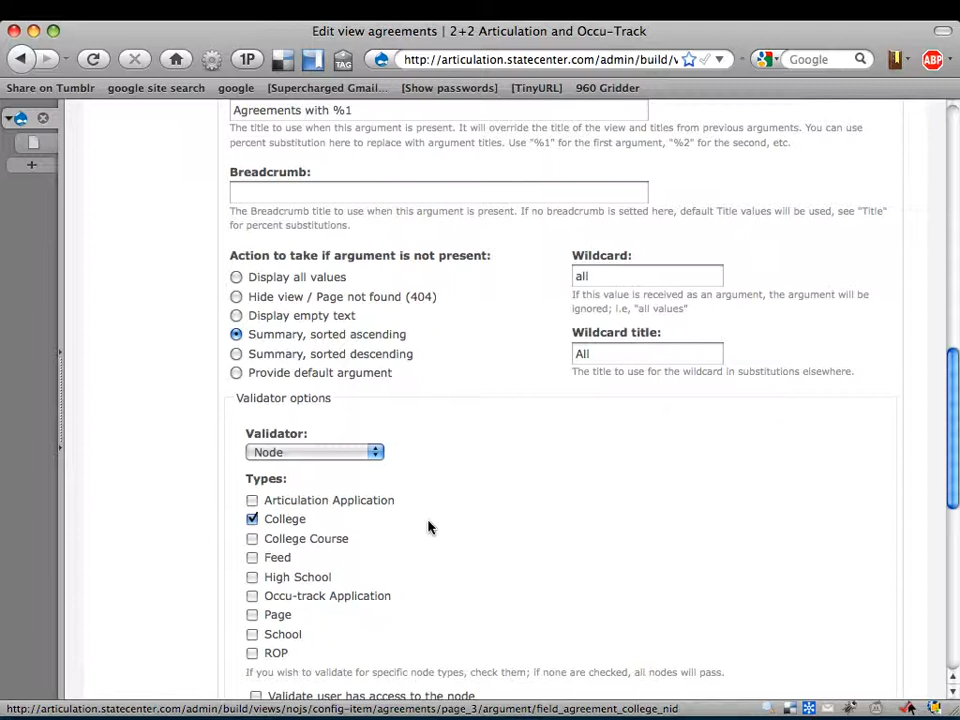 Edit view agreements | 2+2 Articulation and Occu-Track
1P
TAG
http://articulation.statecenter.com/admin/build/v
Google
ABP
Share on Tumblr google site search google [Supercharged Gmai... [Show passwords] [TinyURL] 960 Gridder
Agreements with %1
The title to use when this argument is present. It will override the title of the view and titles from previous arguments. You can use
percent substitution here to replace with argument titles. Use "%1" for the first argument, "%2" for the second, etc.
Breadcrumb:
The Breadcrumb title to use when this argument is present. If no breadcrumb is setted here, default Title values will be used, see "Title"
for percent substitutions.
Action to take if argument is not present:
Display all values
Hide view / Page not found (404)
Display empty text
Summary, sorted ascending
Summary, sorted descending
Provide default argument
Wildcard:
all
If this value is received as an argument, the argument will be
ignored; i.e, "all values"
Wildcard title:
All
The title to use for the wildcard in substitutions elsewhere.
Validator options
Validator:
Node
Types:
Articulation Application
College
College Course
Feed
High School
Occu-track Application
Page
School
ROP
If you wish to validate for specific node types, check them; if none are checked, all nodes will pass.
Validate user has access to the node
http://articulation.statecenter.com/admin/build/views/nojs/config-item/agreements/page_3/argument/field_agreement_college_nid